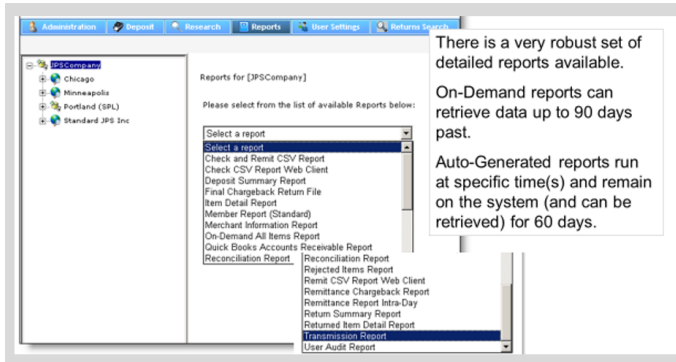 Administration Deposit Research Reports User Settings Returns Search
JPSCompany
Chicago
Minneapolis
Portland (SPL)
Standard JPS Inc
Reports for [JPSCompany]
Please select from the list of available Reports below:
Select a report
Select a report
Check and Remit CSV Report
Check CSV Report Web Client
Deposit Summary Report
Final Chargeback Return File
Item Detail Report
Member Report (Standard)
Merchant Information Report
On-Demand All Items Report
Quick Books Accounts Receivable Report
Reconciliation Report
Reconciliation Report
Rejected Items Report
Remit CSV Report Web Client
Remittance Chargeback Report
Remittance Report Intra-Day
Return Summary Report
Returned Item Detail Report
Transmission Report
User Audit Report
There is a very robust set of
detailed reports available.
On-Demand reports can
retrieve data up to 90 days
past.
Auto-Generated reports run
at specific time(s) and remain
on the system (and can be
retrieved) for 60 days.